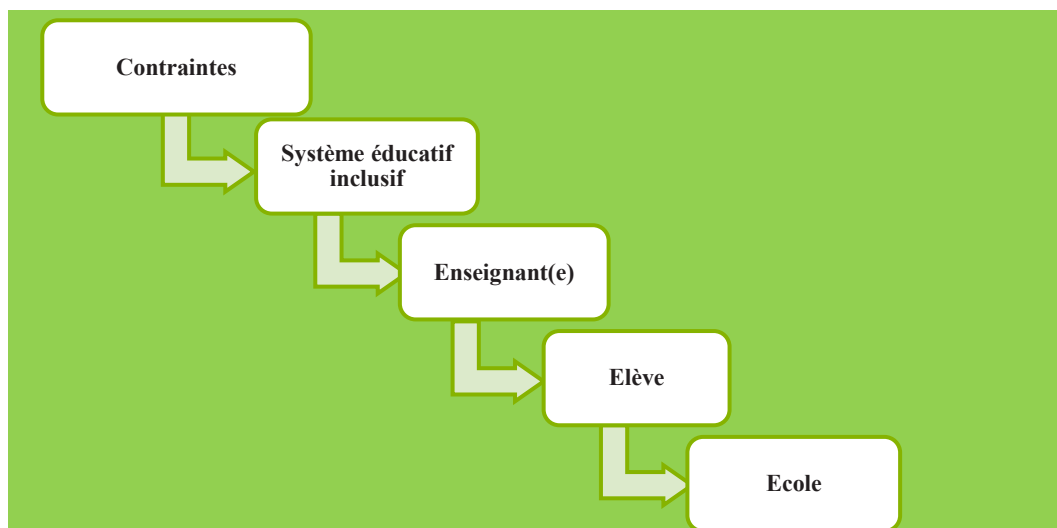 Contraintes
Système éducatif
inclusif
Enseignant(e)
Elève
Ecole